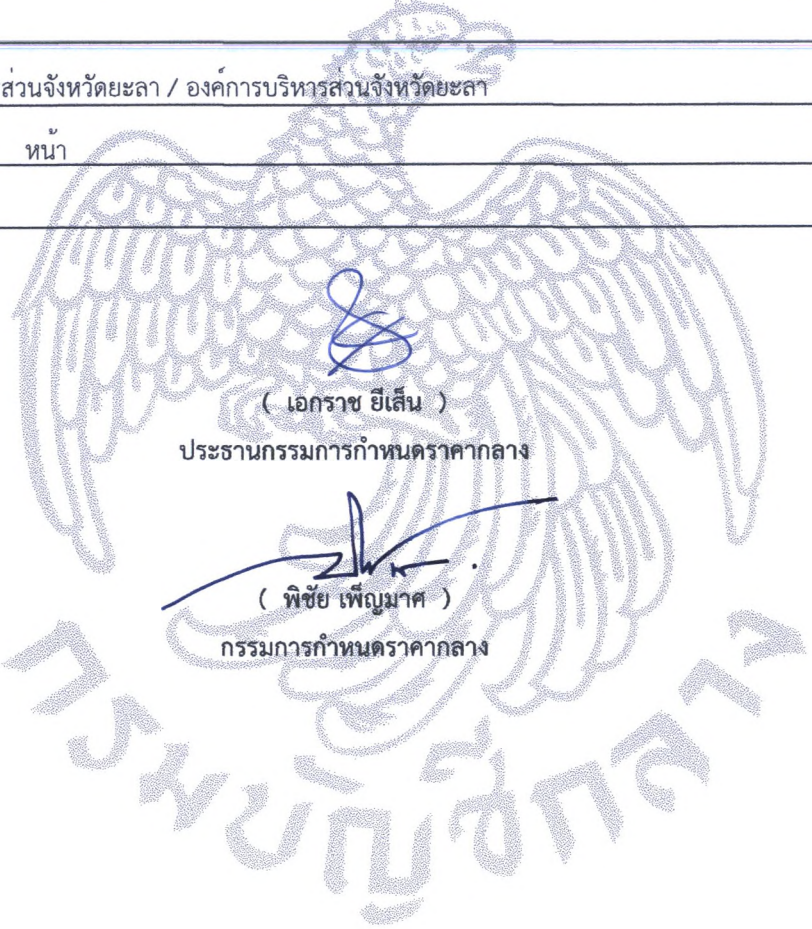 ส่วนจังหวัดยะลา / องค์การบริหารส่วนจังหวัดยะลา
หน้า
( เอกราช ยีเส็น )
ประธานกรรมการกำหนดราคากลาง
( พิชัย เพ็ญมาศ )
กรรมการกำหนดราคากลาง
กรมบัญชีกลาง